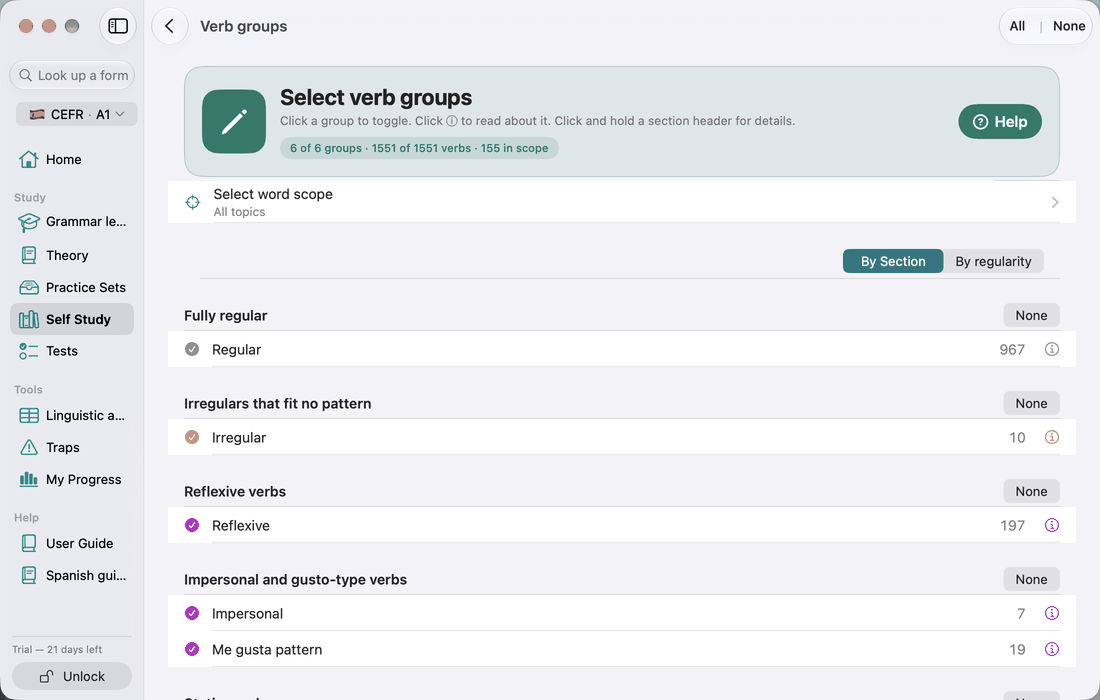 Verb groups
All
None
Look up a form
CEFR · A1
Home
Study
Grammar le...
Theory
Practice Sets
Self Study
Tests
Tools
Linguistic a...
Traps
My Progress
Help
User Guide
Spanish gui...
Trial — 21 days left
Unlock
Select verb groups
Click a group to toggle. Click ⓘ to read about it. Click and hold a section header for details.
6 of 6 groups · 1551 of 1551 verbs · 155 in scope
Help
Select word scope
All topics
By Section
By regularity
Fully regular
None
Regular
967
Irregulars that fit no pattern
None
Irregular
10
Reflexive verbs
None
Reflexive
197
Impersonal and gusto-type verbs
None
Impersonal
7
Me gusta pattern
19